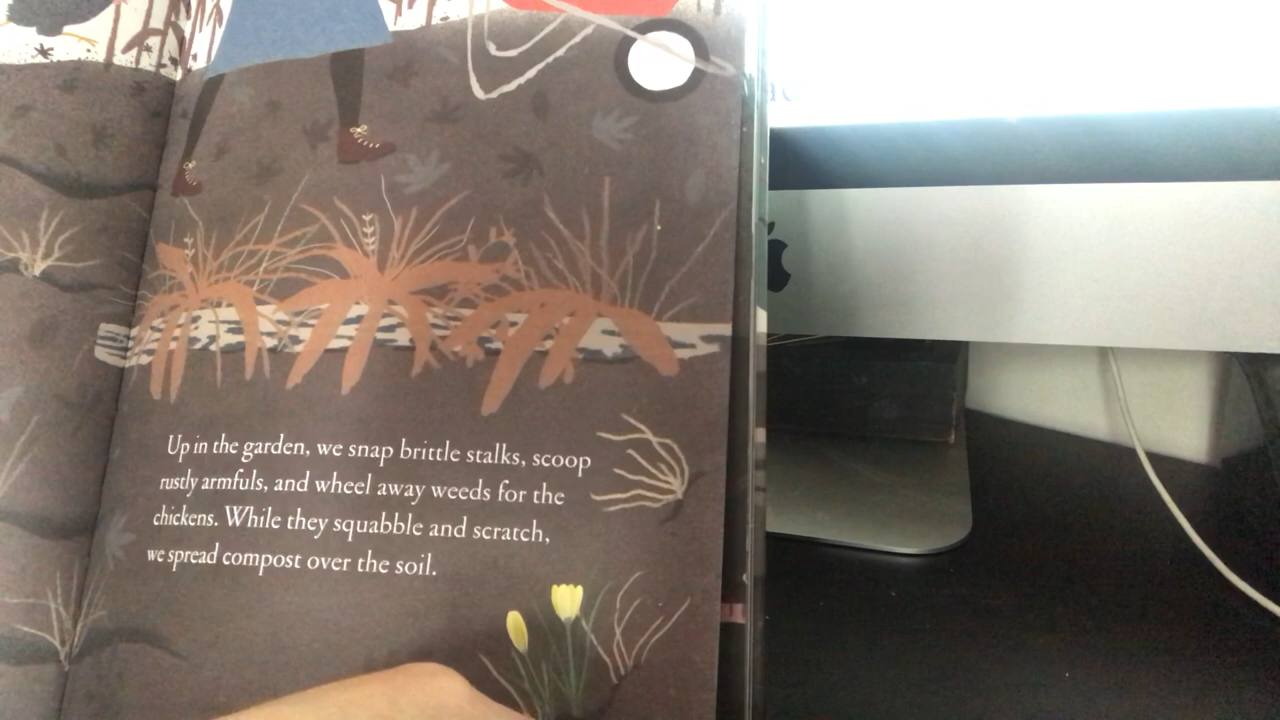 Up in the garden, we snap brittle stalks, scoop
rustly armfuls, and wheel away weeds for the
chickens. While they squabble and scratch,
we spread compost over the soil.